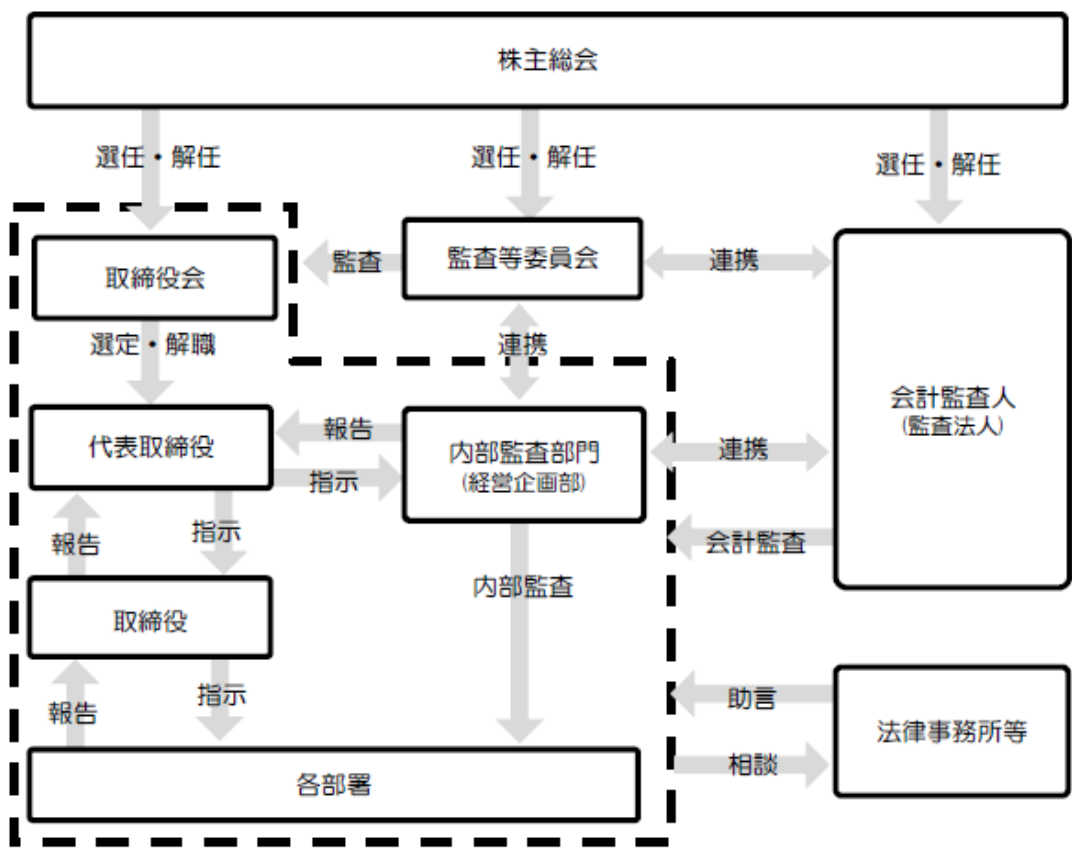 株主総会
選任・解任
選任・解任
選任・解任
取締役会
監査
監査等委員会
連携
選定・解職
連携
会計監査人
(監査法人)
代表取締役
報告
指示
内部監査部門
(経営企画部)
連携
報告
指示
会計監査
内部監査
取締役
報告
指示
助言
相談
法律事務所等
各部署